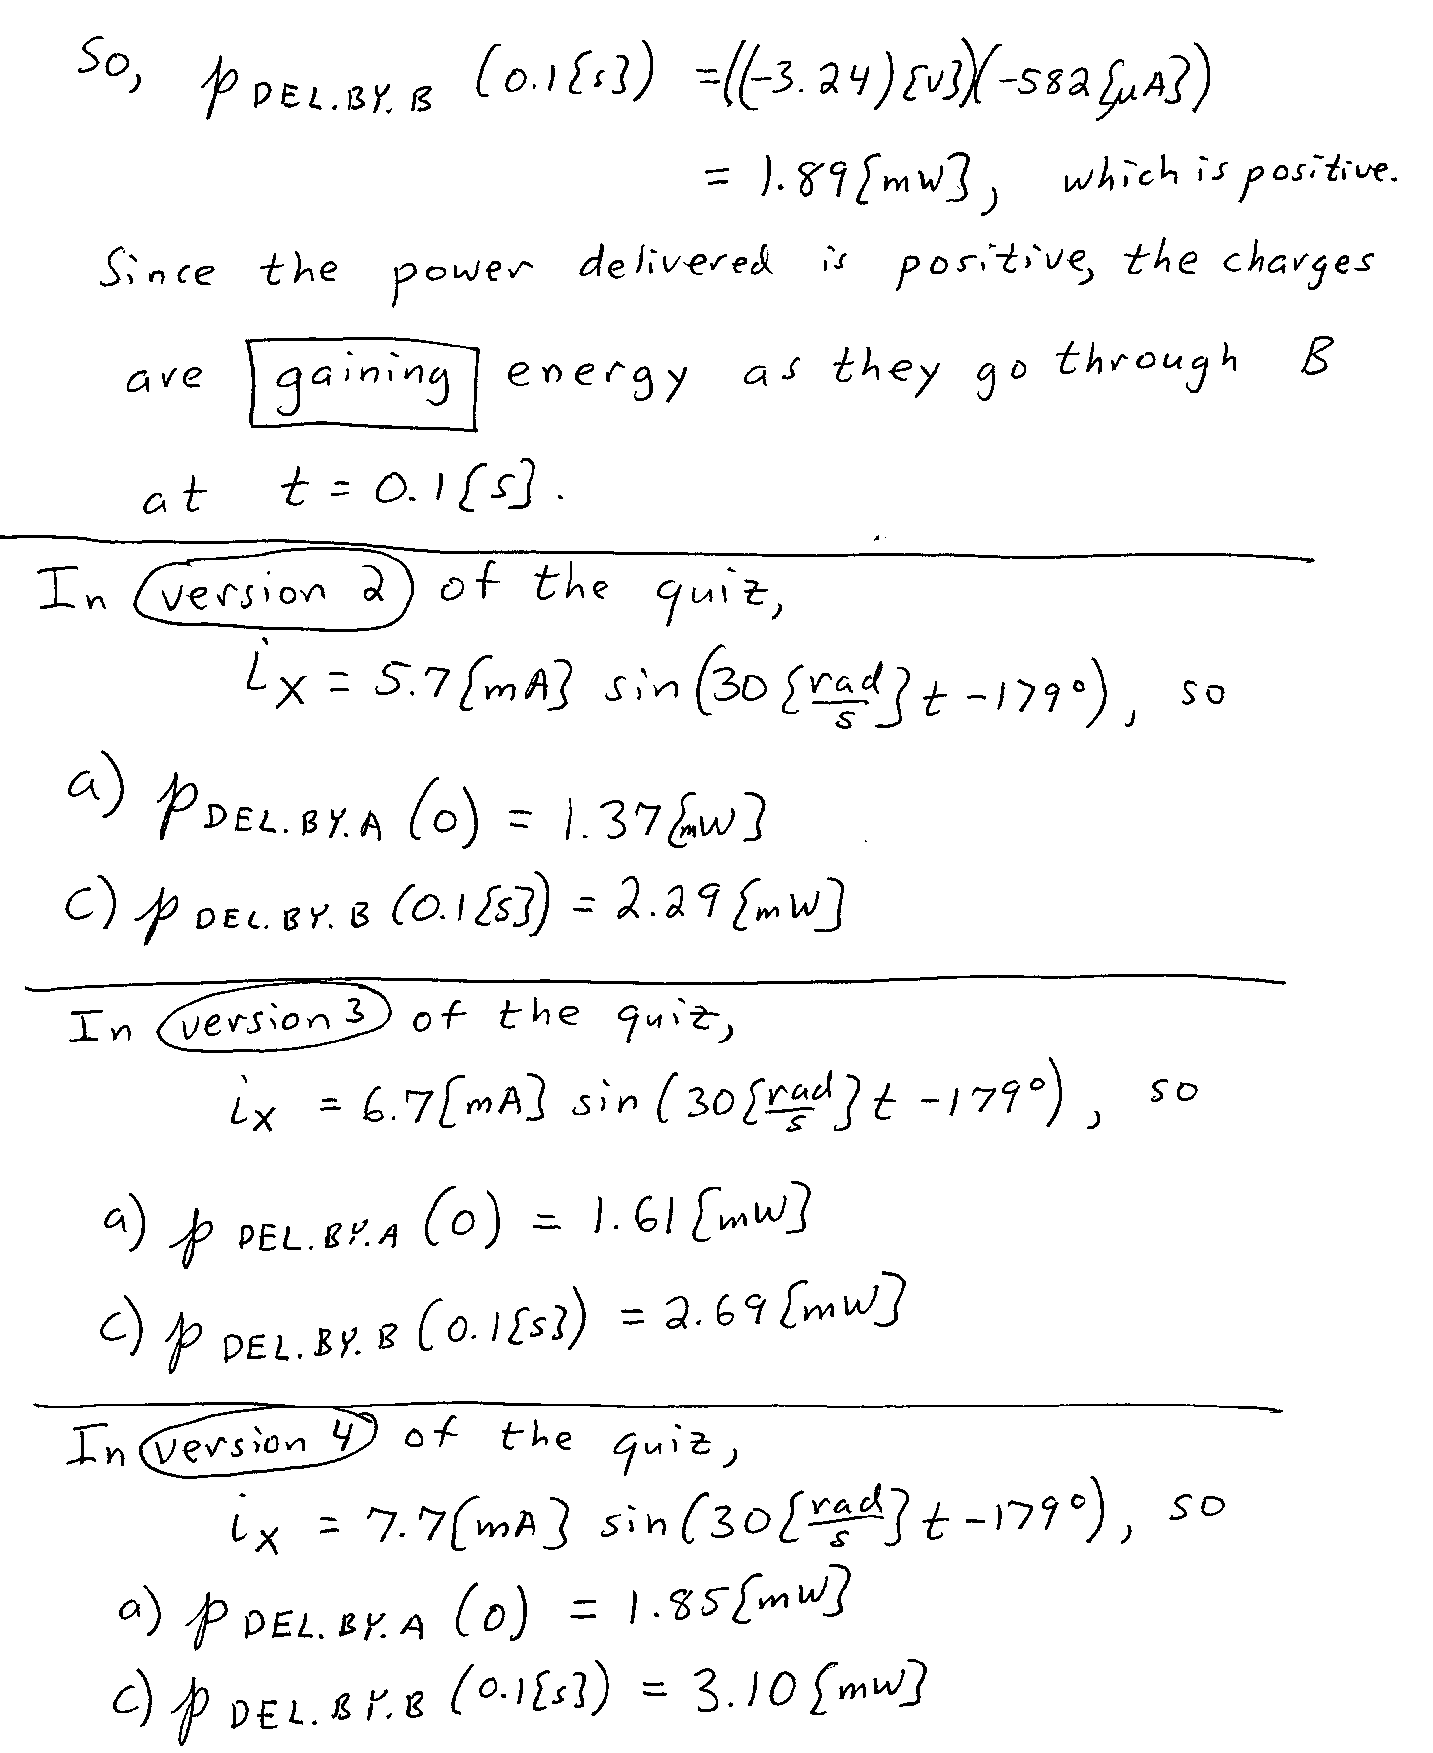 So, p DEL.BY.B (0.1{s}) =((-3.24){v})(-582{μA})
= 1.89{mW}, which is positive.
Since the power delivered is positive, the charges
are gaining energy as they go through B
at t = 0.1{s}.
In version 2 of the quiz,
iX = 5.7{mA} sin(30{rad/s}t -179°), so
a) p DEL.BY.A (0) = 1.37{mW}
c) p DEL.BY.B (0.1{s}) = 2.29{mW}
In version 3 of the quiz,
iX = 6.7{mA} sin(30{rad/s}t -179°), so
a) p DEL.BY.A (0) = 1.61{mW}
c) p DEL.BY.B (0.1{s}) = 2.69{mW}
In version 4 of the quiz,
iX = 7.7{mA} sin(30{rad/s}t -179°), so
a) p DEL.BY.A (0) = 1.85{mW}
c) p DEL.BY.B (0.1{s}) = 3.10{mW}